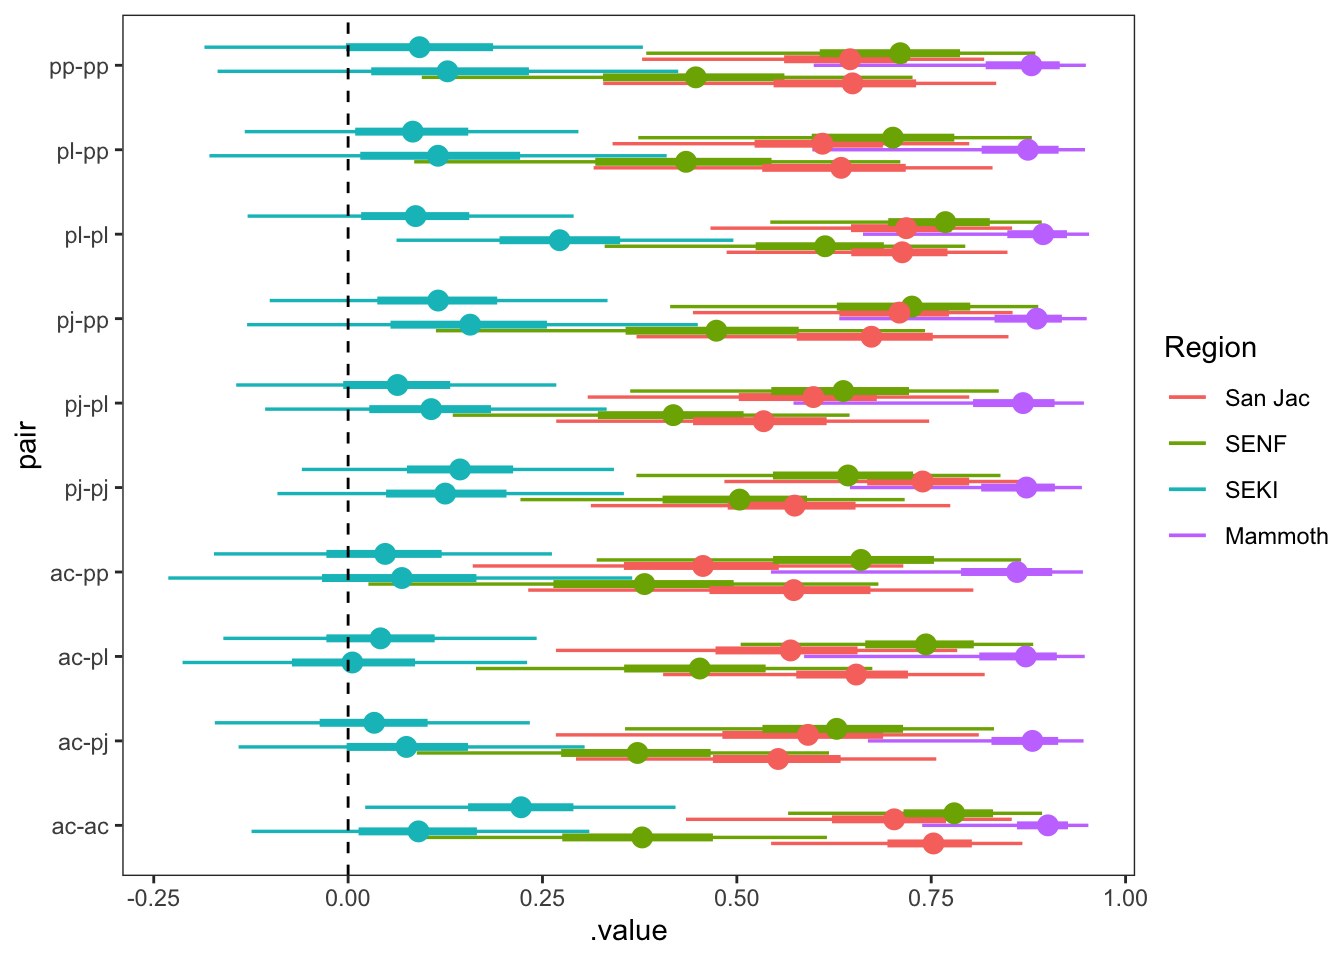 pp-pp
pl-pp
pl-pl
pj-pp
pj-pl
pj-pj
ac-pp
ac-pl
ac-pj
ac-ac
pair
-0.25 0.00 0.25 0.50 0.75 1.00
.value
Region
San Jac
SENF
SEKI
Mammoth